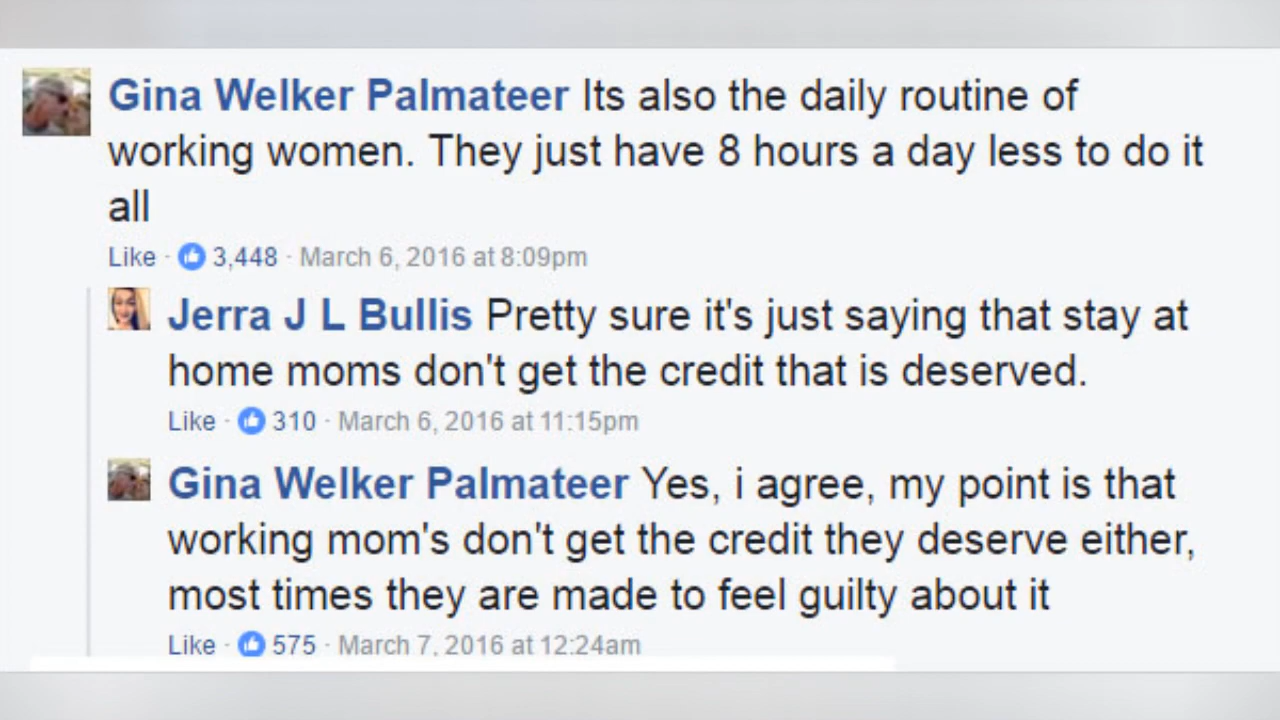 Gina Welker Palmateer Its also the daily routine of
working women. They just have 8 hours a day less to do it
all
Like · 3,448 · March 6, 2016 at 8:09pm
Jerra J L Bullis Pretty sure it's just saying that stay at
home moms don't get the credit that is deserved.
Like · 310 · March 6, 2016 at 11:15pm
Gina Welker Palmateer Yes, i agree, my point is that
working mom's don't get the credit they deserve either,
most times they are made to feel guilty about it
Like · 575 · March 7, 2016 at 12:24am